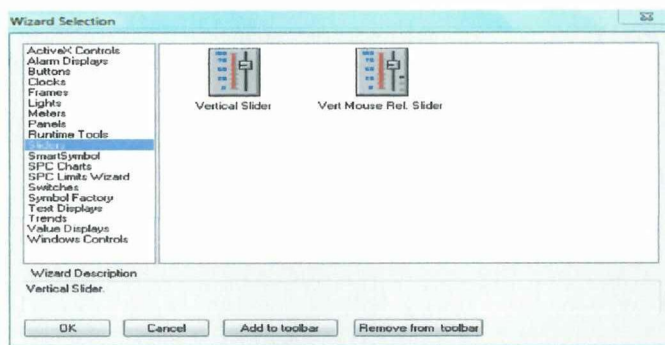 Wizard Selection
ActiveX Controls
Alarm Displays
Buttons
Clocks
Frames
Lights
Meters
Panels
Runtime Tools
Sliders
SmartSymbol
SPC Charts
SPC Limits Wizard
Switches
Symbol Factory
Text Displays
Trends
Value Displays
Windows Controls
Vertical Slider
Vert Mouse Rel. Slider
Wizard Description
Vertical Slider.
OK
Cancel
Add to toolbar
Remove from toolbar